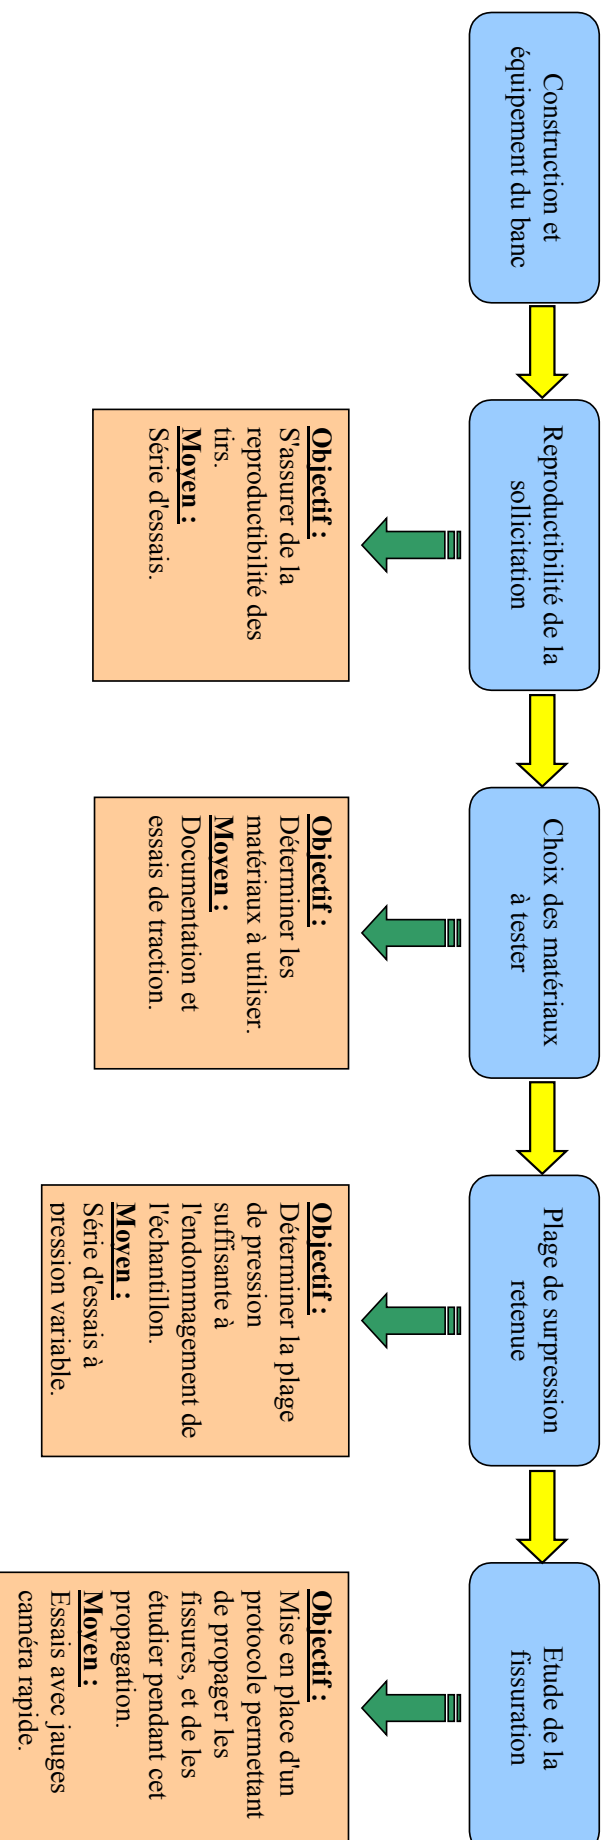 Construction et
équipement du banc
Reproductibilité de la
sollicitation
Choix des matériaux
à tester
Plage de surpression
retenue
Etude de la
fissuration
Objectif :
S'assurer de la
reproductibilité des
tirs.
Moyen :
Série d'essais.
Objectif :
Déterminer les
matériaux à utiliser.
Moyen :
Documentation et
essais de traction.
Objectif :
Déterminer la plage
de pression
suffisante à
l'endommagement de
l'échantillon.
Moyen :
Série d'essais à
pression variable.
Objectif :
Mise en place d'un
protocole permettant
de propager les
fissures, et de les
étudier pendant cet
propagation.
Moyen :
Essais avec jauges
caméra rapide.